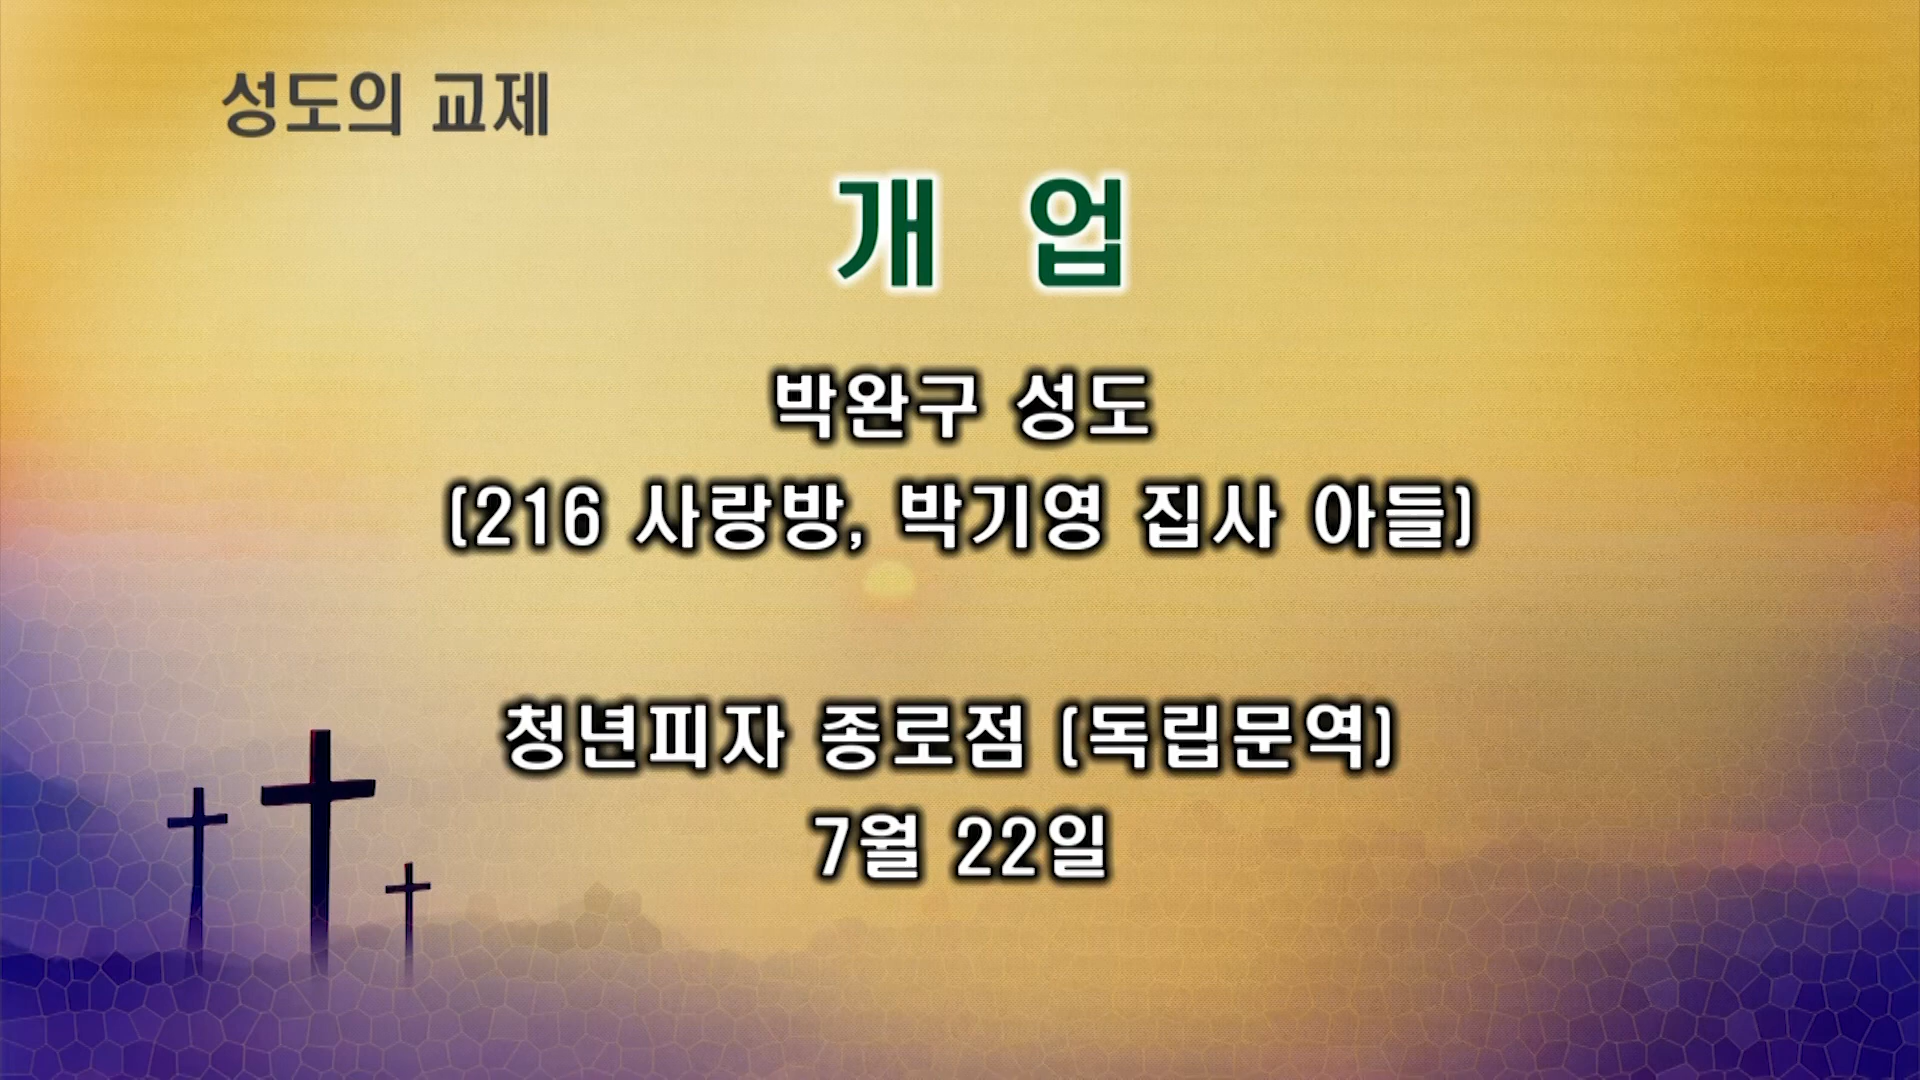 성도의 교제
개 업
박완구 성도
(216 사랑방, 박기영 집사 아들)
청년피자 종로점 (독립문역)
7월 22일